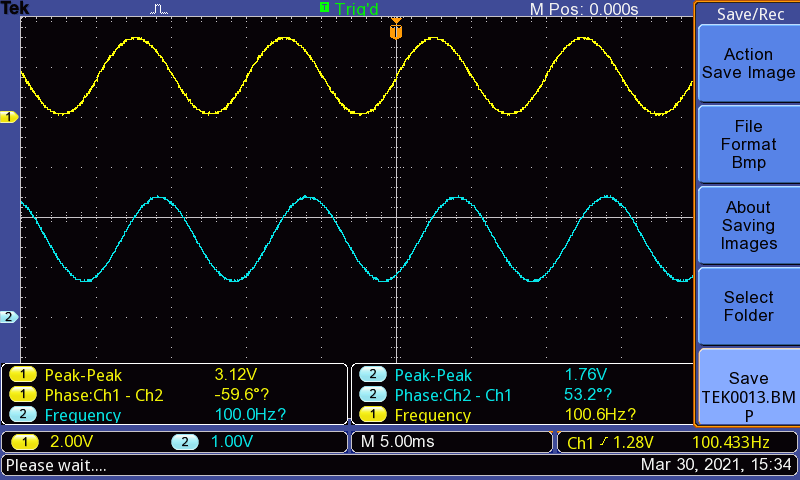 Tek Trig'd M Pos: 0.000s Save/Rec
T
T
Action
Save Image
1
File
Format
Bmp
About
Saving
Images
2
Select
Folder
1 Peak-Peak 3.12V
1 Phase:Ch1 - Ch2 -59.6°?
2 Frequency 100.0Hz?
2 Peak-Peak 1.76V
2 Phase:Ch2 - Ch1 53.2°?
1 Frequency 100.6Hz?
Save
TEK0013.BM
P
1 2.00V 2 1.00V M 5.00ms Ch1 1.28V 100.433Hz
Please wait.... Mar 30, 2021, 15:34